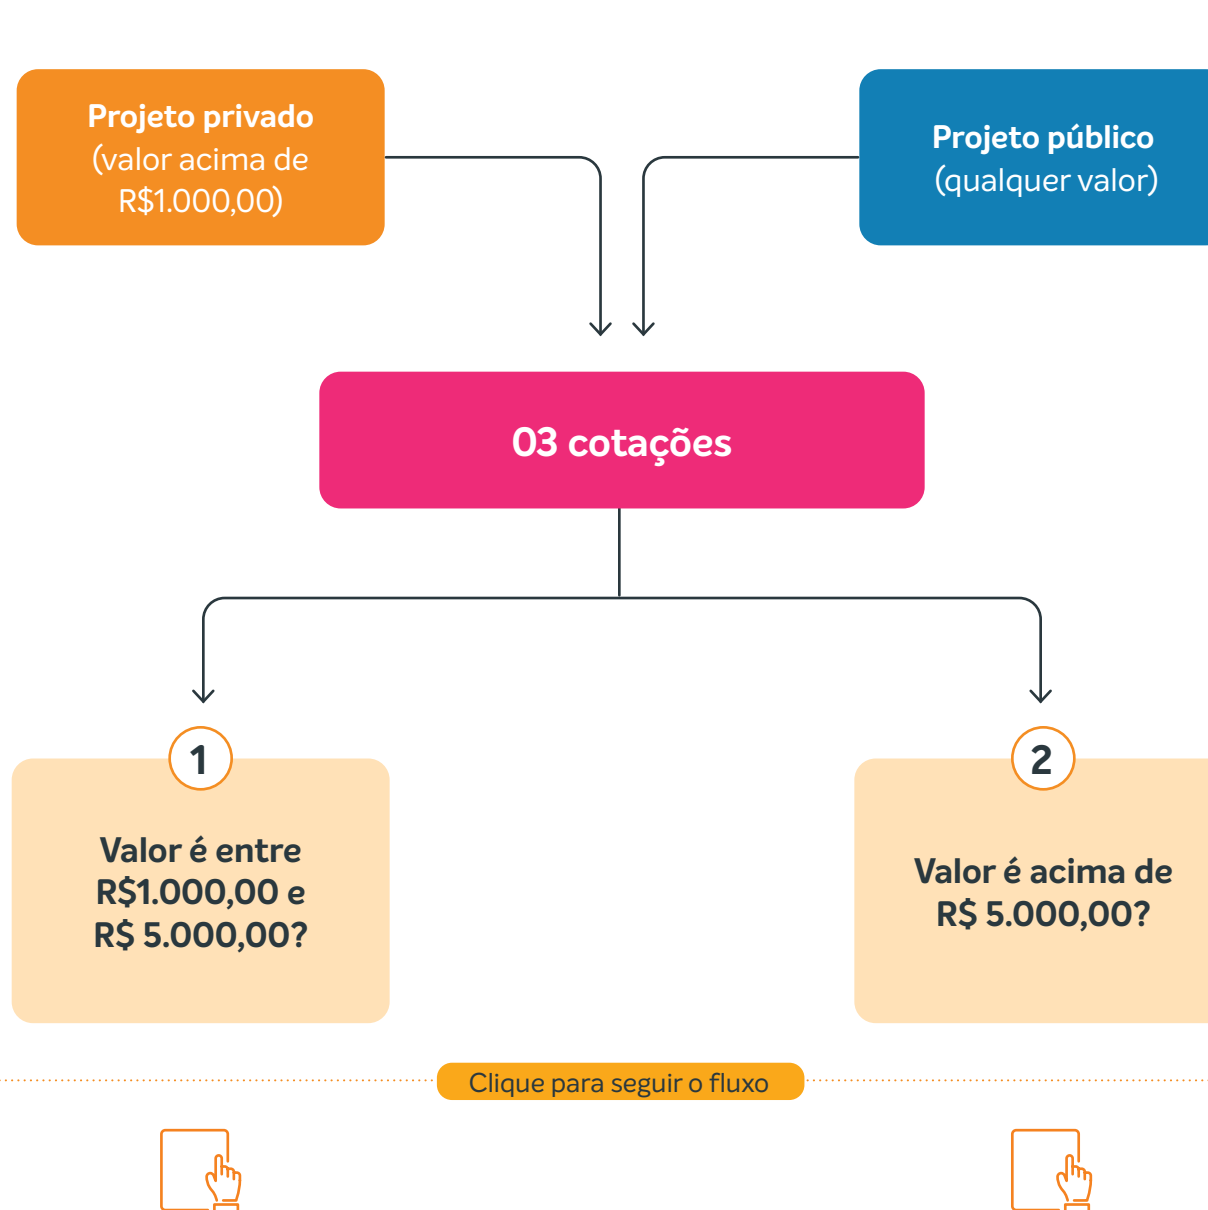 Projeto privado
(valor acima de
R$1.000,00)
Projeto público
(qualquer valor)
03 cotações
1
Valor é entre
R$1.000,00 e
R$ 5.000,00?
2
Valor é acima de
R$ 5.000,00?
Clique para seguir o fluxo